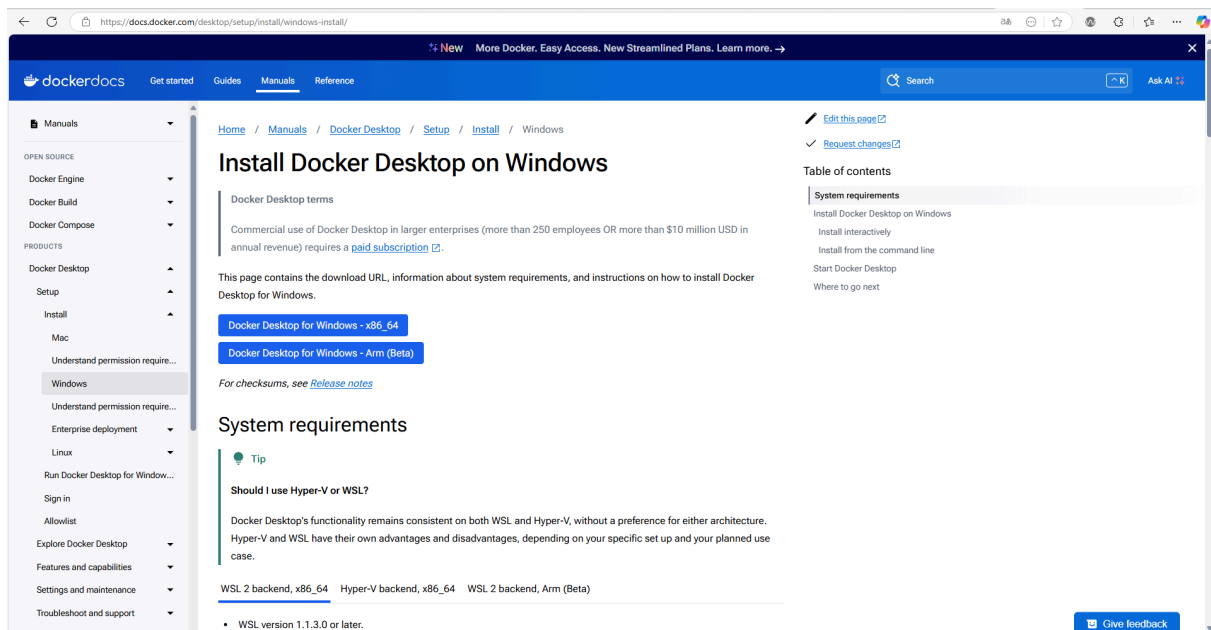 https://docs.docker.com/desktop/setup/install/windows-install/
New More Docker. Easy Access. New Streamlined Plans. Learn more. →
dockerdocs Get started Guides Manuals Reference Search ^ K Ask AI
Manuals
OPEN SOURCE
Docker Engine
Docker Build
Docker Compose
PRODUCTS
Docker Desktop
Setup
Install
Mac
Understand permission require...
Windows
Understand permission require...
Enterprise deployment
Linux
Run Docker Desktop for Window...
Sign in
Allowlist
Explore Docker Desktop
Features and capabilities
Settings and maintenance
Troubleshoot and support
Home / Manuals / Docker Desktop / Setup / Install / Windows
Install Docker Desktop on Windows
Docker Desktop terms
Commercial use of Docker Desktop in larger enterprises (more than 250 employees OR more than $10 million USD in
annual revenue) requires a paid subscription.
This page contains the download URL, information about system requirements, and instructions on how to install Docker
Desktop for Windows.
Docker Desktop for Windows - x86_64
Docker Desktop for Windows - Arm (Beta)
For checksums, see Release notes
System requirements
Tip
Should I use Hyper-V or WSL?
Docker Desktop's functionality remains consistent on both WSL and Hyper-V, without a preference for either architecture.
Hyper-V and WSL have their own advantages and disadvantages, depending on your specific set up and your planned use
case.
WSL 2 backend, x86_64 Hyper-V backend, x86_64 WSL 2 backend, Arm (Beta)
• WSL version 1.1.3.0 or later.
Edit this page
Request changes
Table of contents
System requirements
Install Docker Desktop on Windows
Install interactively
Install from the command line
Start Docker Desktop
Where to go next
Give feedback